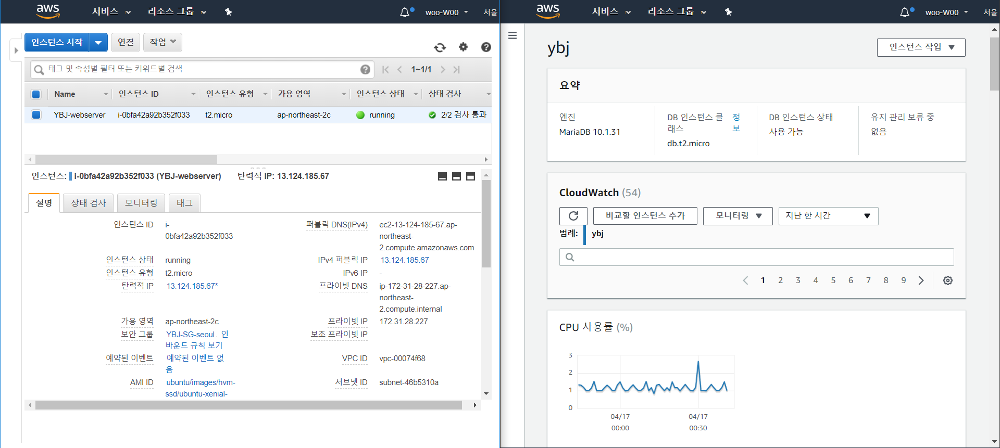 aws 서비스 리소스 그룹 woo-W00 서울
인스턴스 시작 연결 작업
태그 및 속성별 필터 또는 키워드별 검색 1~1/1
Name 인스턴스 ID 인스턴스 유형 가용 영역 인스턴스 상태 상태 검사
YBJ-webserver i-0bfa42a92b352f033 t2.micro ap-northeast-2c running 2/2 검사 통과
인스턴스: i-0bfa42a92b352f033 (YBJ-webserver) 탄력적 IP: 13.124.185.67
설명 상태 검사 모니터링 태그
인스턴스 ID i-
0bfa42a92b352f033
인스턴스 상태 running
인스턴스 유형 t2.micro
탄력적 IP 13.124.185.67*
가용 영역 ap-northeast-2c
보안 그룹 YBJ-SG-seoul. 인
바운드 규칙 보기
예약된 이벤트 예약된 이벤트 없
음
AMI ID ubuntu/images/hvm-
ssd/ubuntu-xenial-
퍼블릭 DNS(IPv4) ec2-13-124-185-67.ap-
northeast-
2.compute.amazonaws.com
IPv4 퍼블릭 IP 13.124.185.67
IPv6 IP -
프라이빗 DNS ip-172-31-28-227.ap-
northeast-
2.compute.internal
프라이빗 IP 172.31.28.227
보조 프라이빗 IP
VPC ID vpc-00074f68
서브넷 ID subnet-46b5310a
aws 서비스 리소스 그룹 woo-W00 서울
ybj 인스턴스 작업
요약
엔진
MariaDB 10.1.31
DB 인스턴스 클
래스
정
보
db.t2.micro
DB 인스턴스 상태
사용 가능
유지 관리 보류 중
없음
CloudWatch (54)
비교할 인스턴스 추가 모니터링 지난 한 시간
범례: ybj
1 2 3 4 5 6 7 8 9
CPU 사용률 (%)
3
2
1
0
04/17
00:00
04/17
00:30